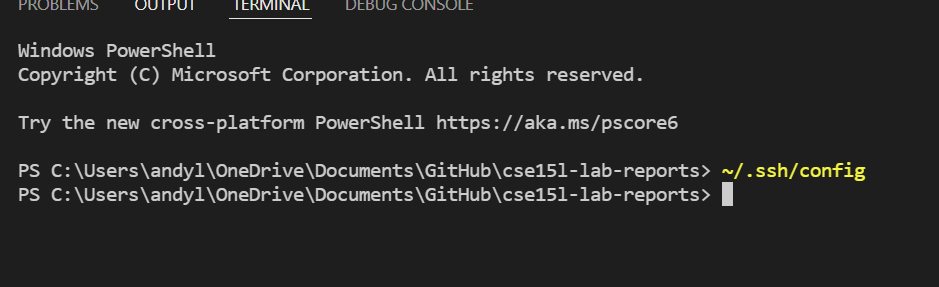 PROBLEMS OUTPUT TERMINAL DEBUG CONSOLE
Windows PowerShell
Copyright (C) Microsoft Corporation. All rights reserved.
Try the new cross-platform PowerShell https://aka.ms/pscore6
PS C:\Users\andyl\OneDrive\Documents\GitHub\cse15l-lab-reports> ~/.ssh/config
PS C:\Users\andyl\OneDrive\Documents\GitHub\cse15l-lab-reports>